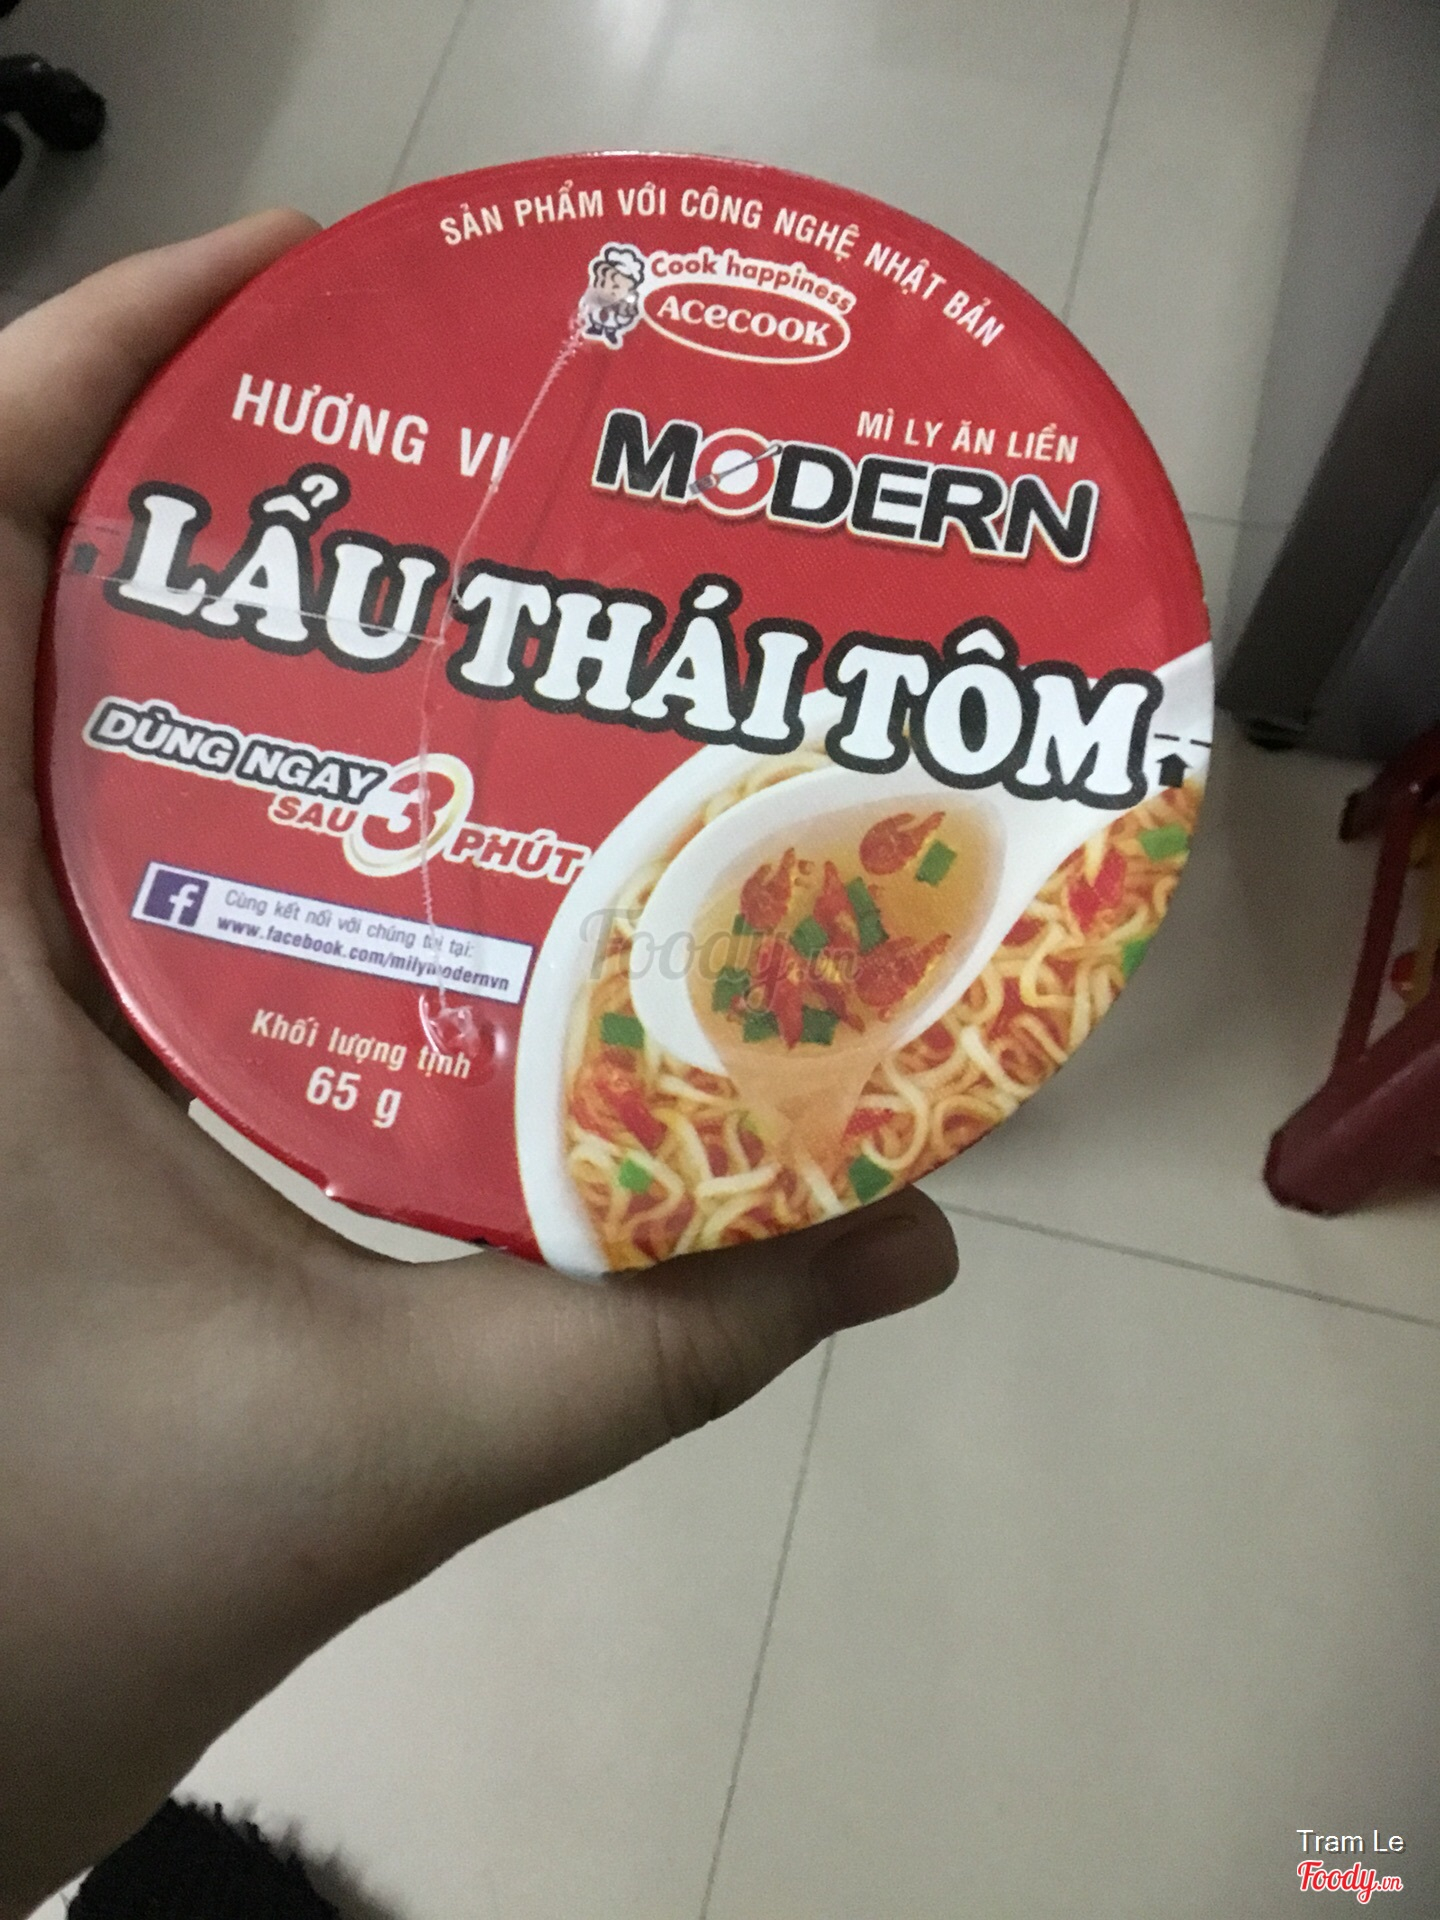 SẢN PHẨM VỚI CÔNG NGHỆ NHẬT BẢN
Cook happiness
ACECOOK
HƯƠNG VỊ
MÌ LY ĂN LIỀN
MODERN
LẨU THÁI TÔM
DÙNG NGAY
SAU 3 PHÚT
f
Cùng kết nối với chúng tôi tại:
www.facebook.com/milymodernvn
Khối lượng tịnh
65 g
Foody.vn
Tram Le
Foody.vn